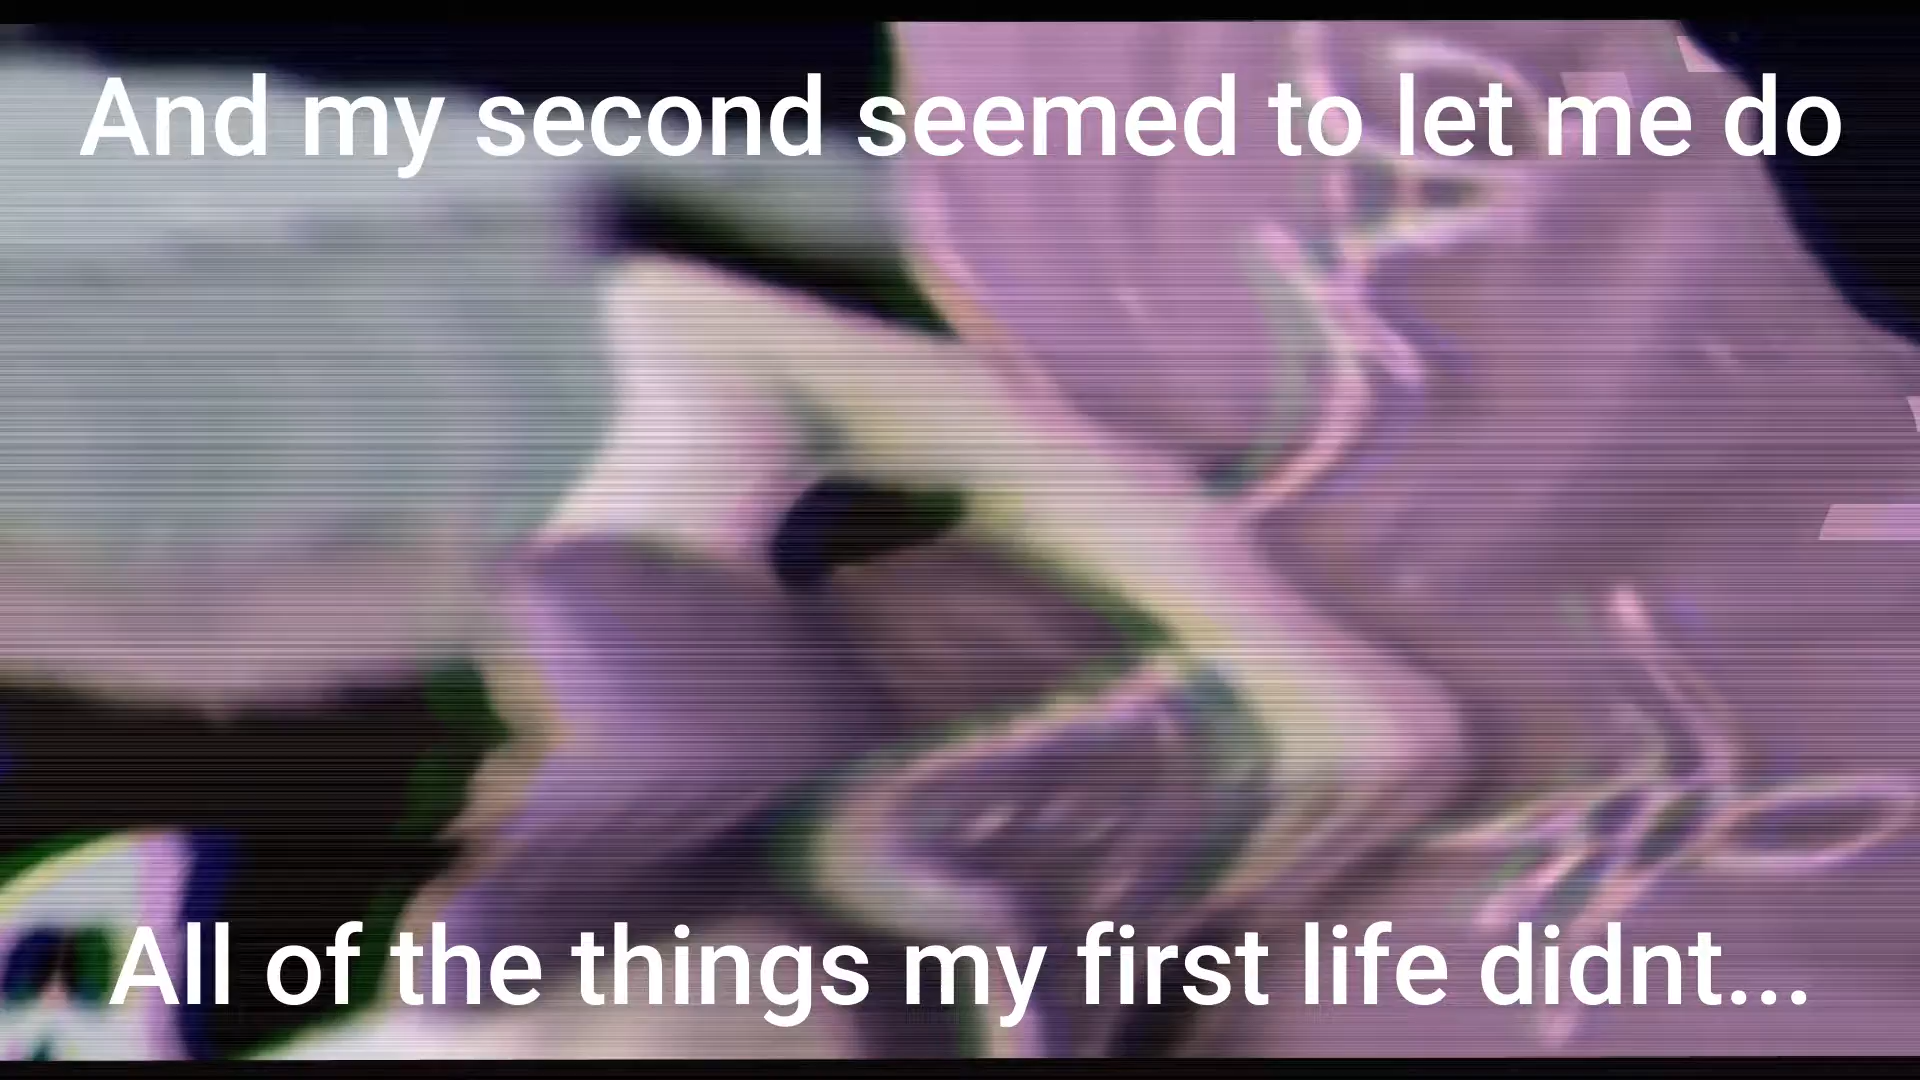 And my second seemed to let me do
All of the things my first life didnt...